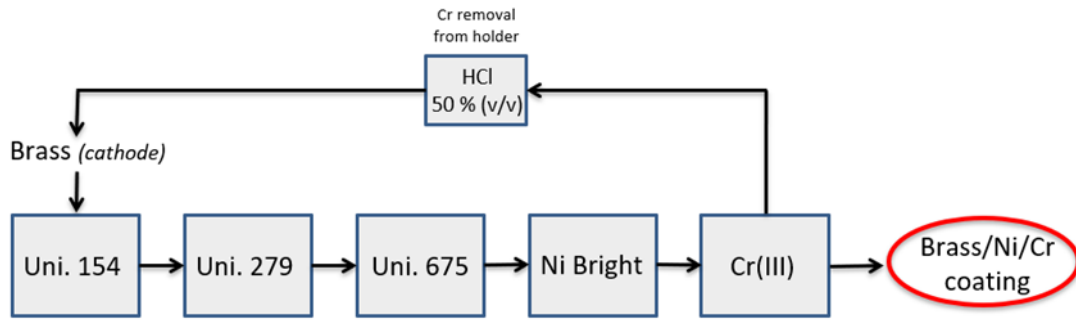 Cr removal
from holder
HCl
50 % (v/v)
Brass (cathode)
Uni. 154
Uni. 279
Uni. 675
Ni Bright
Cr(III)
Brass/Ni/Cr
coating